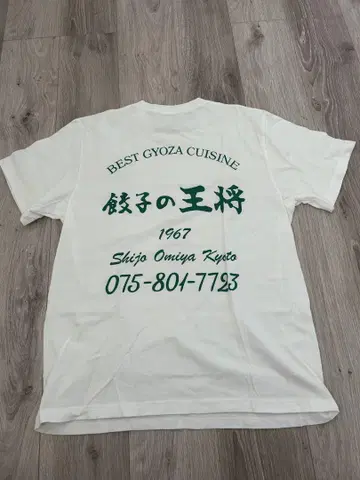 BEST GYOZA CUISINE
餃子の王将
1967
Shijo Omiya Kyoto
075-801-7723